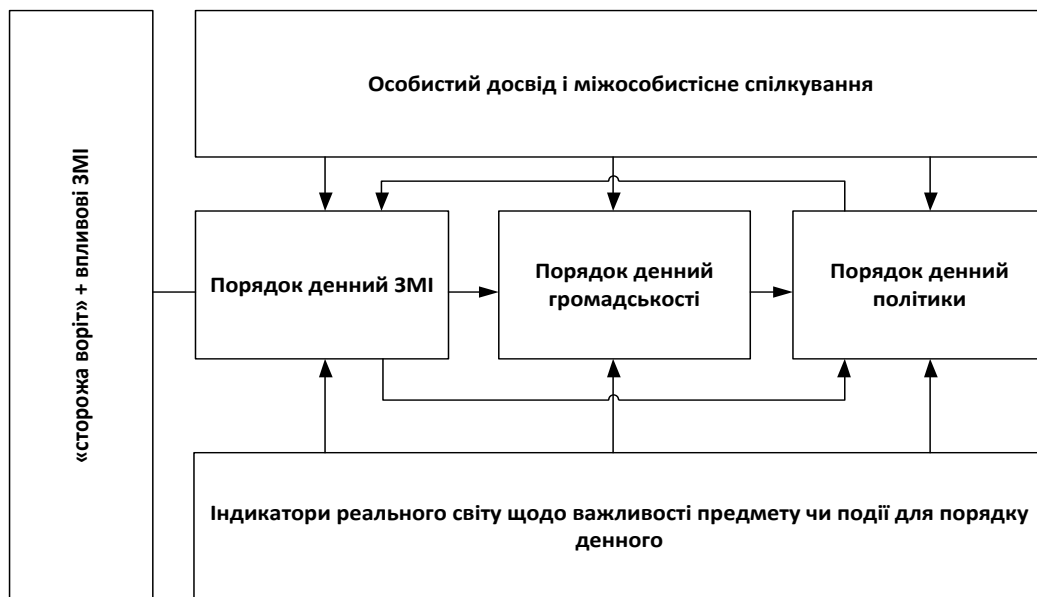 «сторожа воріт» + впливові ЗМІ
Особистий досвід і міжособистісне спілкування
Порядок денний ЗМІ
Порядок денний
громадськості
Порядок денний
політики
Індикатори реального світу щодо важливості предмету чи події для порядку
денного